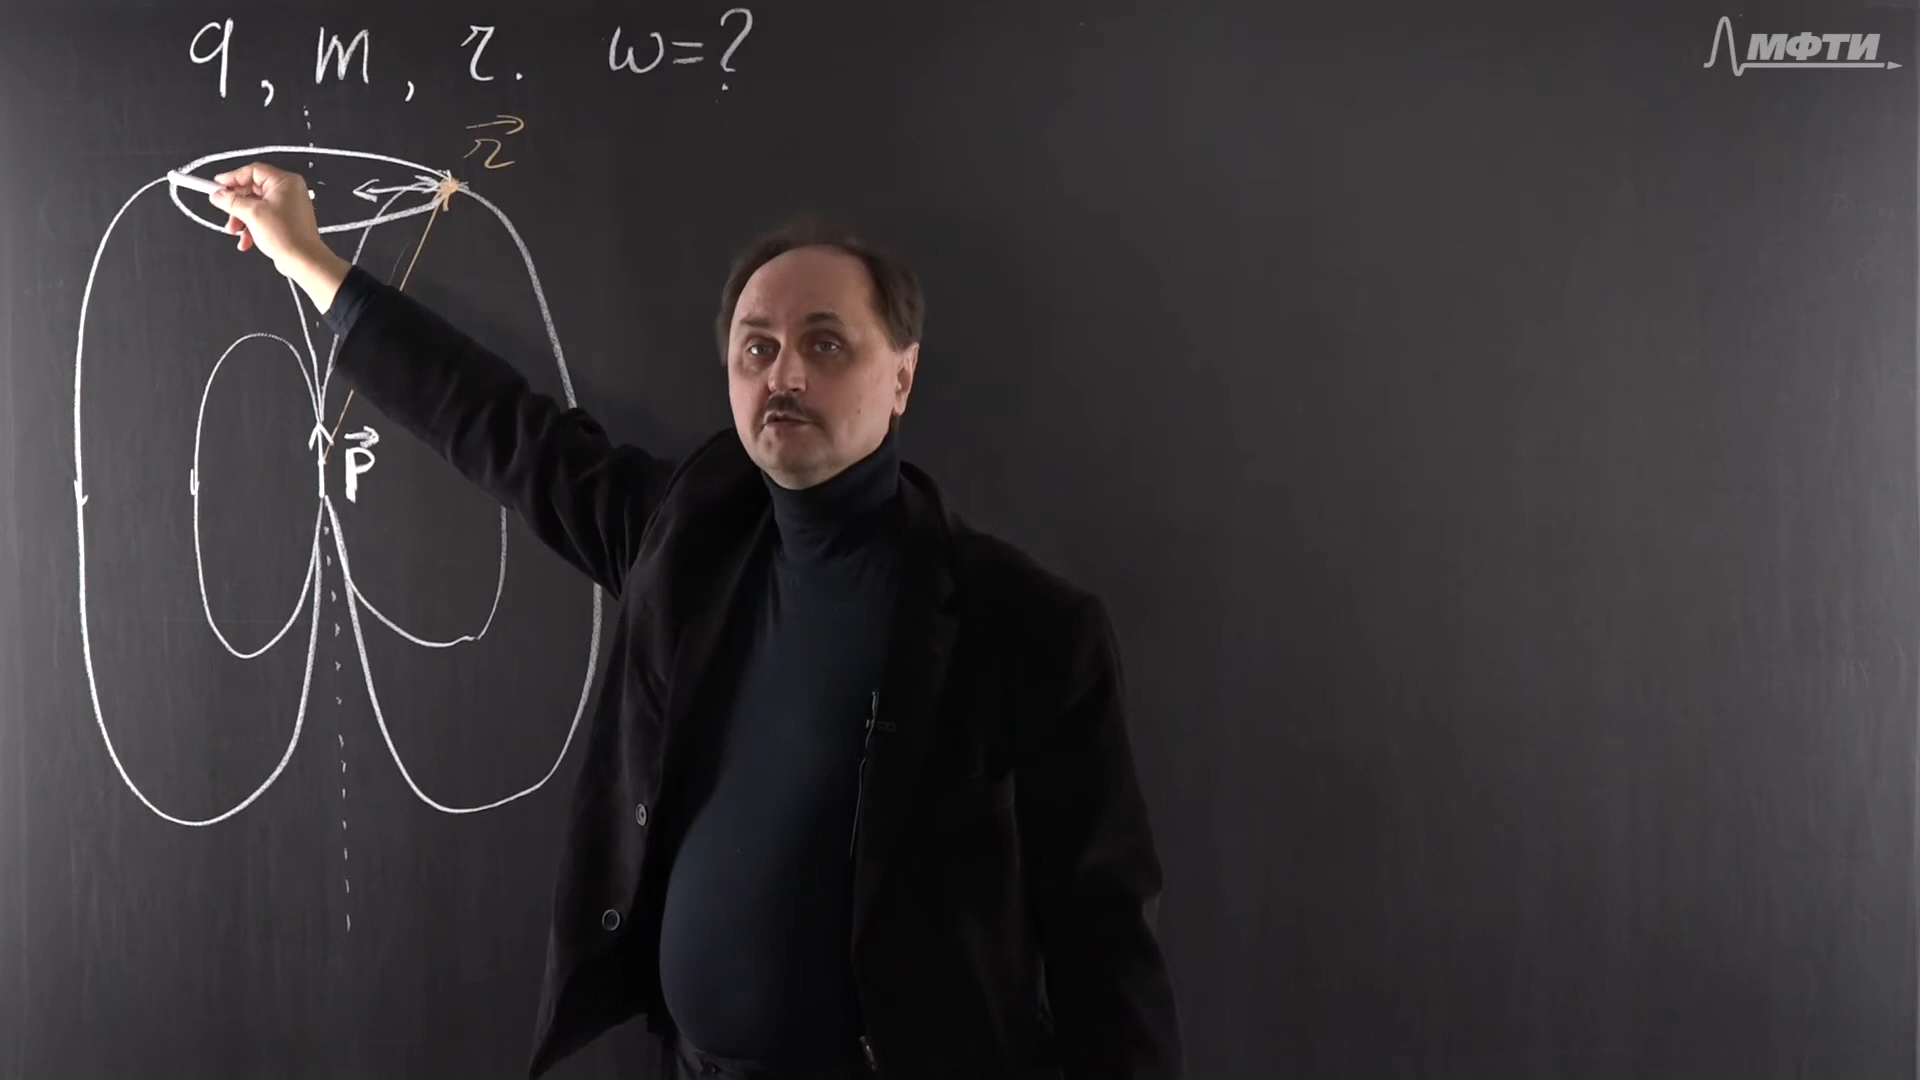 q, m, r. ω=?
МФТИ
r⃗
p⃗